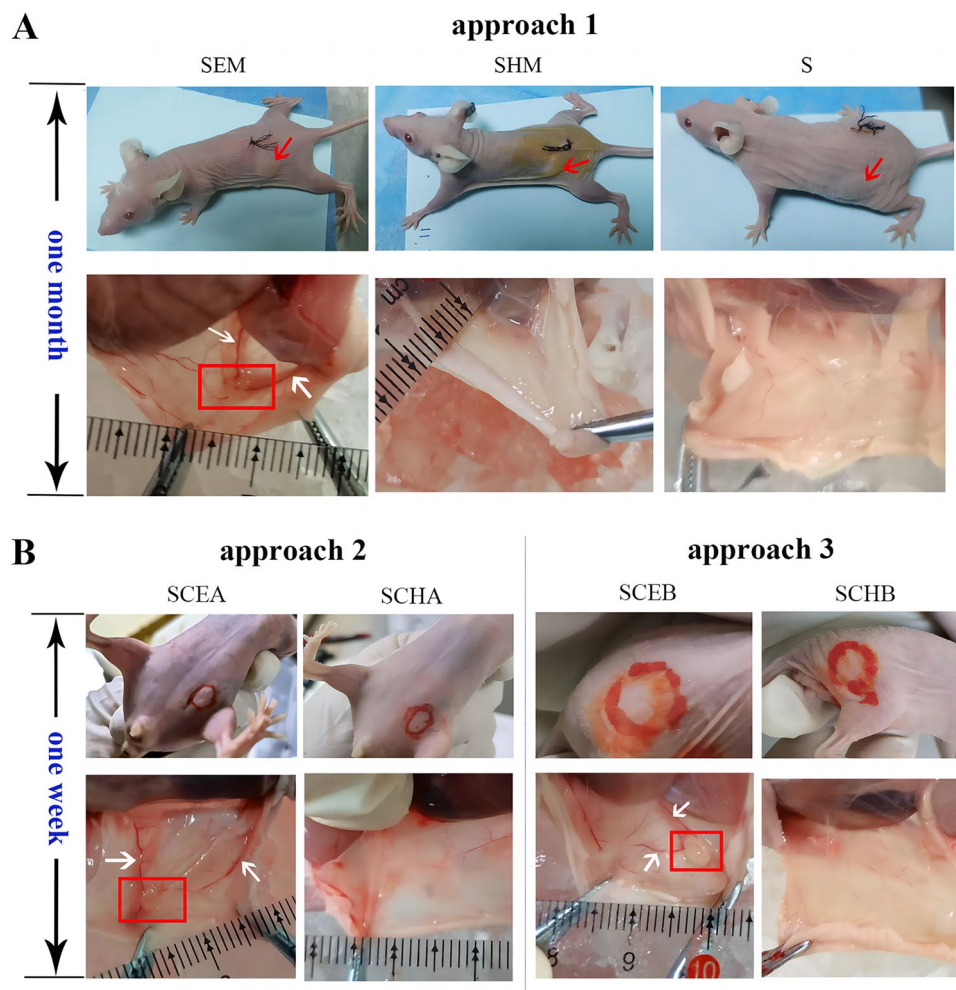 A
approach 1
SEM
SHM
S
one month
cm
B
approach 2
approach 3
SCEA
SCHA
SCEB
SCHB
one week
8
9
10